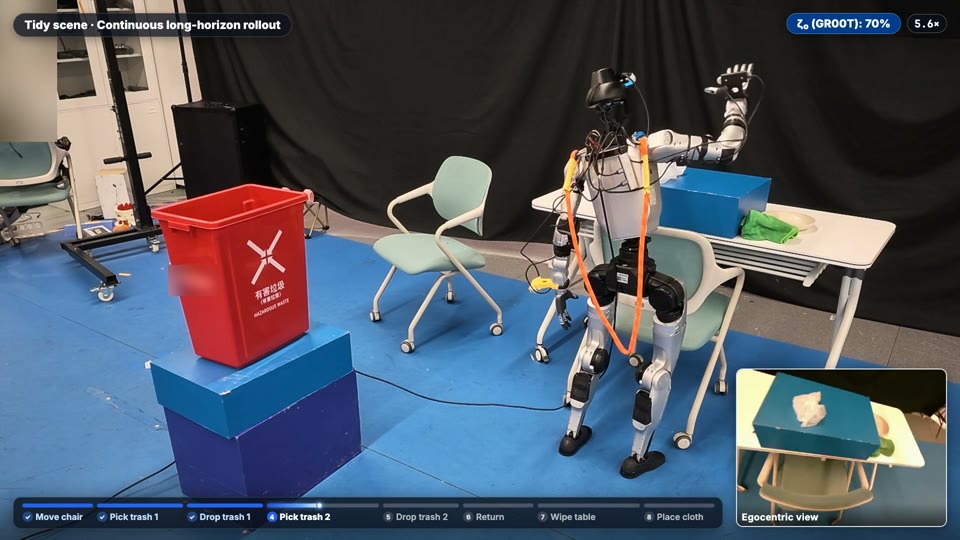 Tidy scene · Continuous long-horizon rollout
ζₒ (GR00T): 70%
5.6×
有害垃圾
HAZARDOUS WASTE
Egocentric view
Move chair
Pick trash 1
Drop trash 1
4 Pick trash 2
5 Drop trash 2
6 Return
7 Wipe table
8 Place cloth